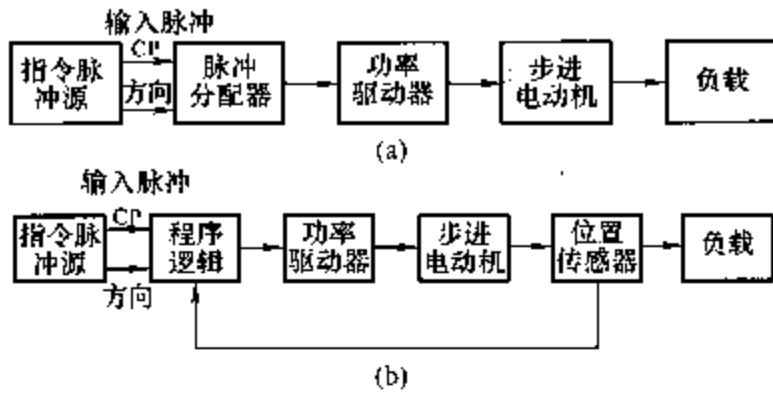 输入脉冲
指令脉
冲源
CP
方向
脉冲
分配器
功率
驱动器
步进
电动机
负载
(a)
输入脉冲
指令脉
冲源
CP
方向
程序
逻辑
功率
驱动器
步进
电动机
位置
传感器
负载
(b)